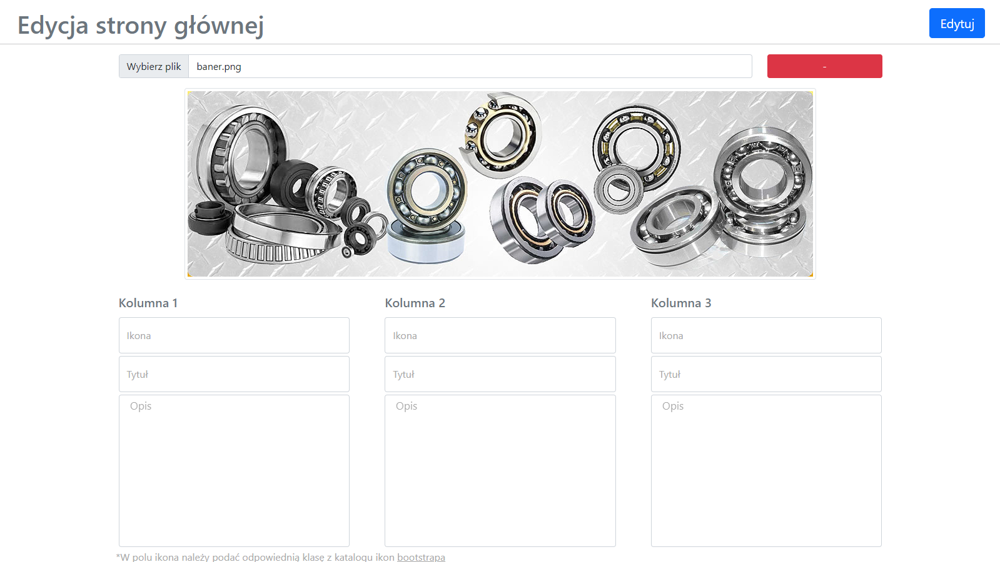 Edycja strony głównej
Edytuj
Wybierz plik baner.png
-
Kolumna 1 Kolumna 2 Kolumna 3
Ikona Ikona Ikona
Tytuł Tytuł Tytuł
Opis Opis Opis
*W polu ikona należy podać odpowiednią klasę z katalogu ikon bootstrapa